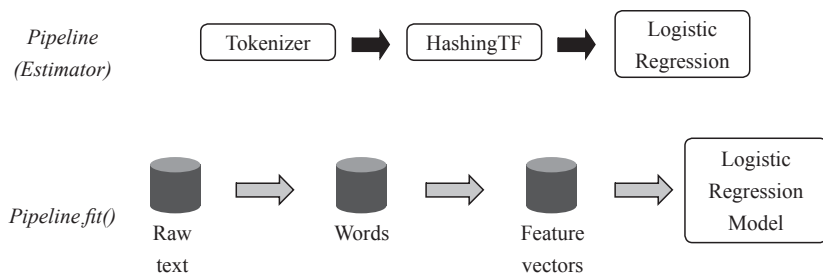 Pipeline
(Estimator)
Tokenizer
HashingTF
Logistic
Regression
Pipeline.fit()
Raw
text
Words
Feature
vectors
Logistic
Regression
Model